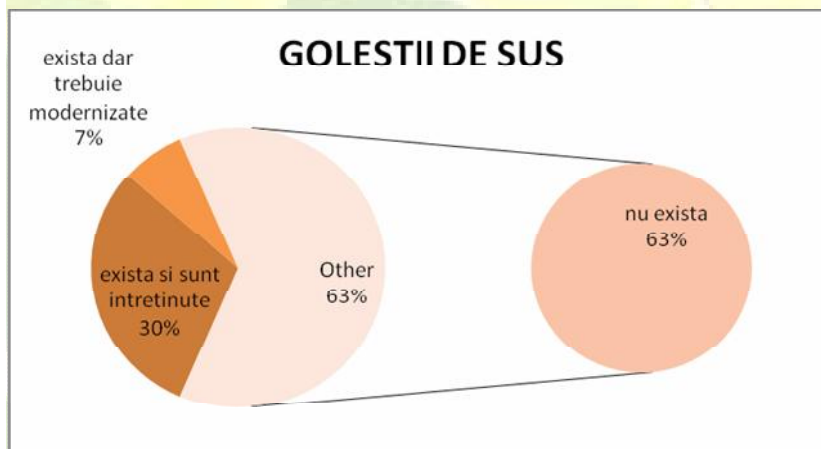 GOLESTII DE SUS
exista dar
trebuie
modernizate
7%
exista si sunt
intretinute
30%
Other
63%
nu exista
63%